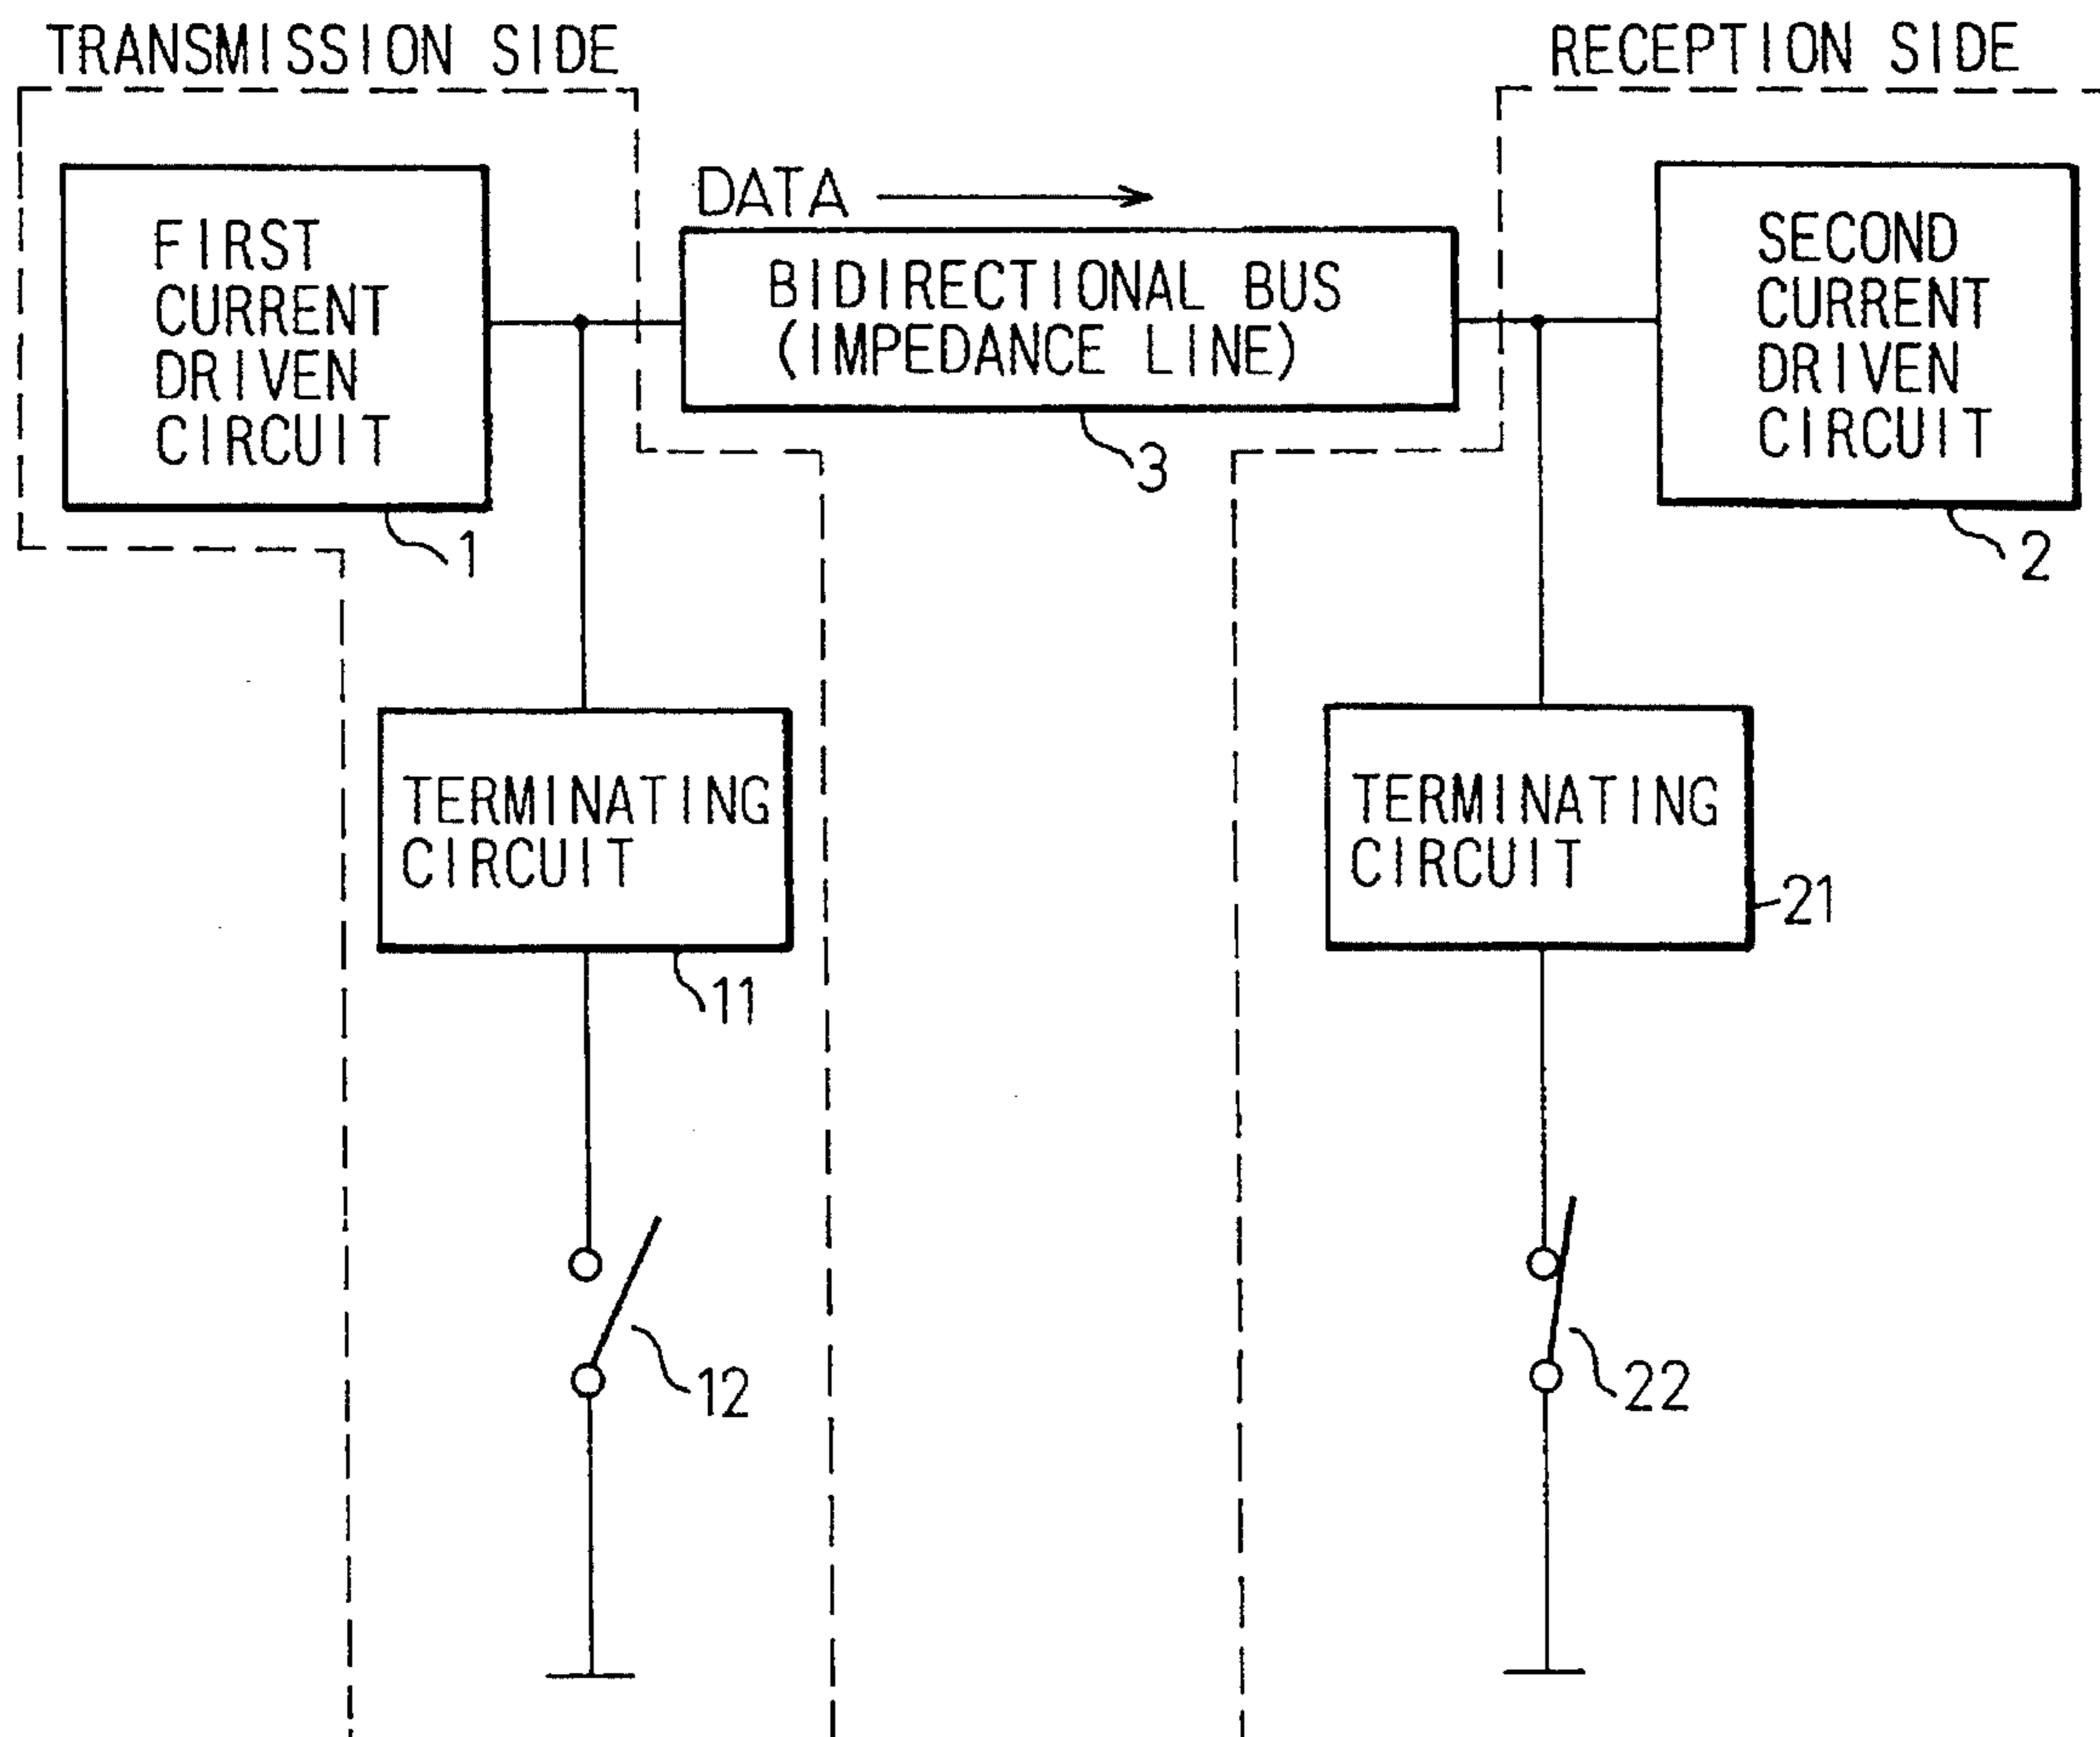 TRANSMISSION SIDE
RECEPTION SIDE
FIRST
CURRENT
DRIVEN
CIRCUIT
1
DATA
BIDIRECTIONAL BUS
(IMPEDANCE LINE)
3
SECOND
CURRENT
DRIVEN
CIRCUIT
2
TERMINATING
CIRCUIT
11
TERMINATING
CIRCUIT
21
12
22